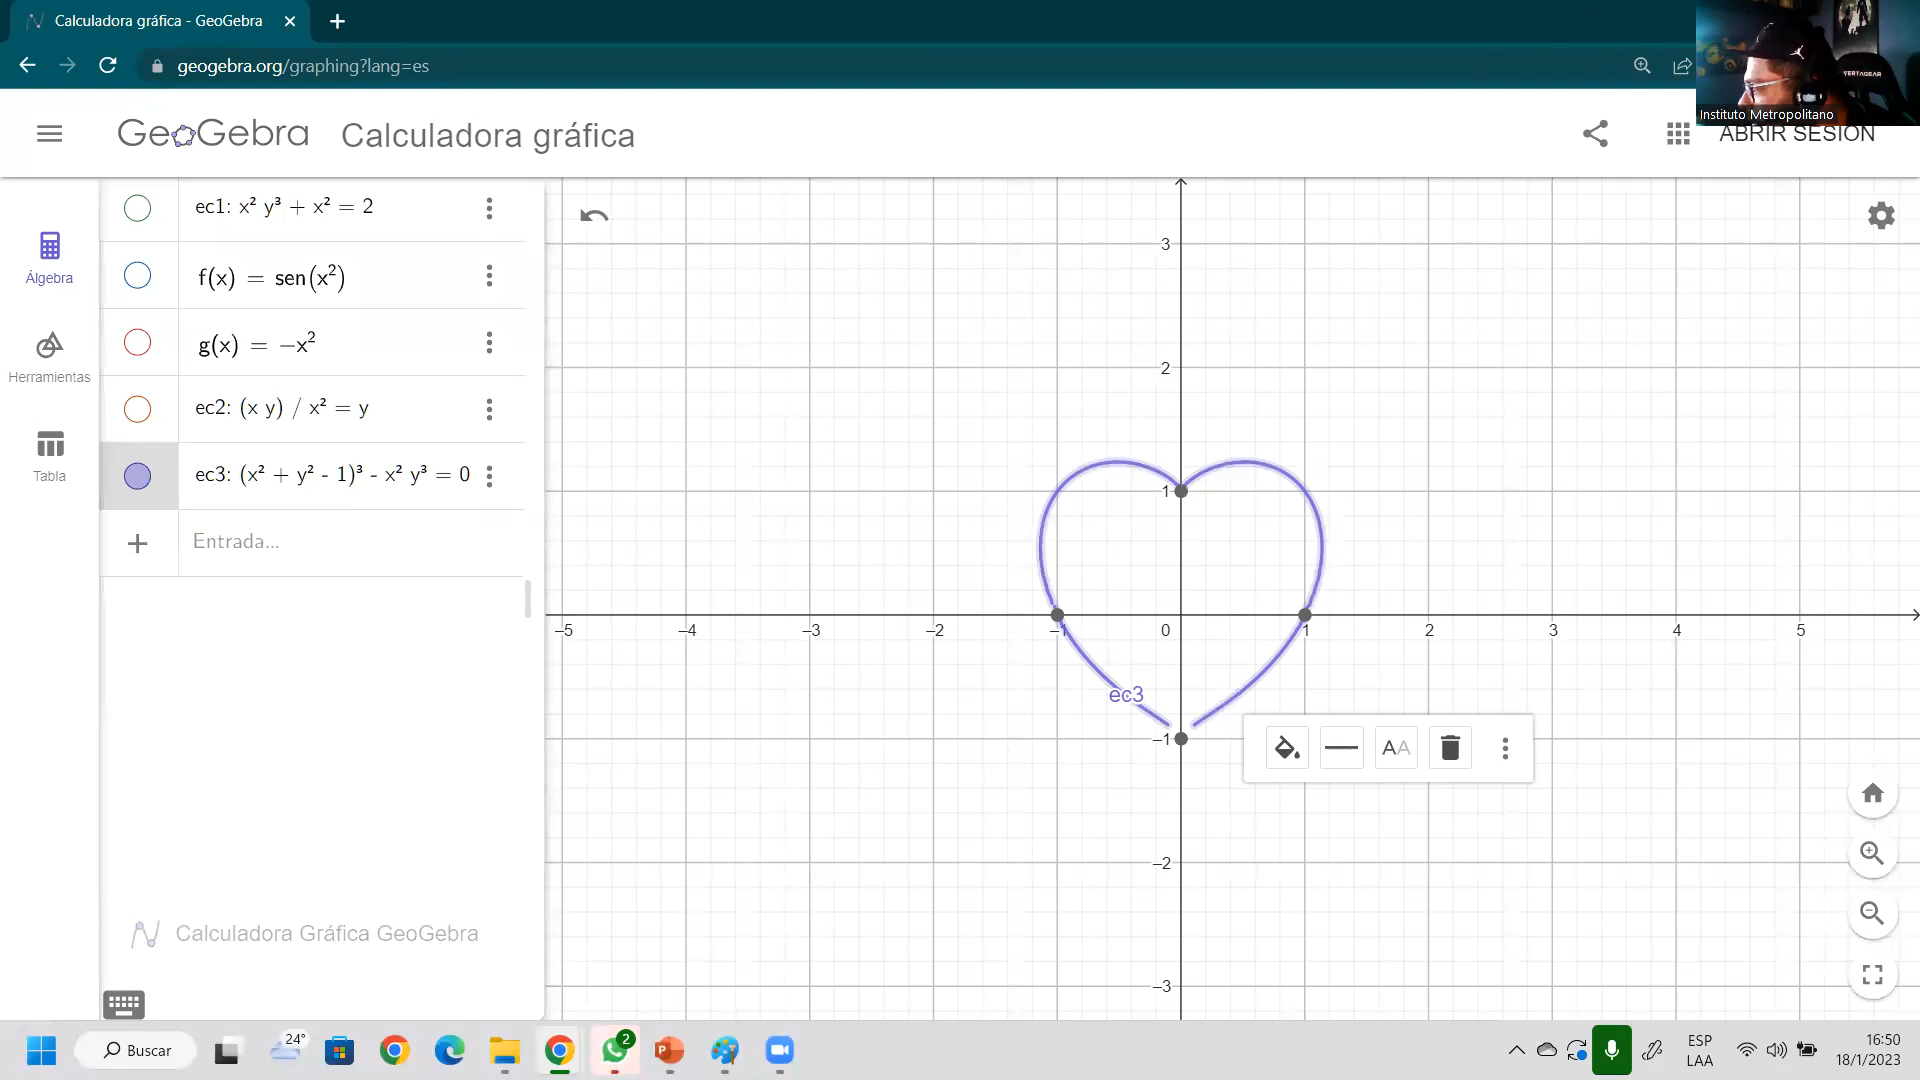 Calculadora gráfica - GeoGebra
geogebra.org/graphing?lang=es
VERTAGEAR
Instituto Metropolitano
GeoGebra
Calculadora gráfica
ABRIR SESIÓN
Álgebra
Herramientas
Tabla
ec1: x² y³ + x² = 2
f(x) = sen(x²)
g(x) = −x²
ec2: (x y) / x² = y
ec3: (x² + y² - 1)³ - x² y³ = 0
Entrada...
Calculadora Gráfica GeoGebra
3
2
1
–5
–4
–3
–2
–1
0
1
2
3
4
5
ec3
–1
AA
–2
–3
Buscar
24°
2
ESP
LAA
16:50
18/1/2023